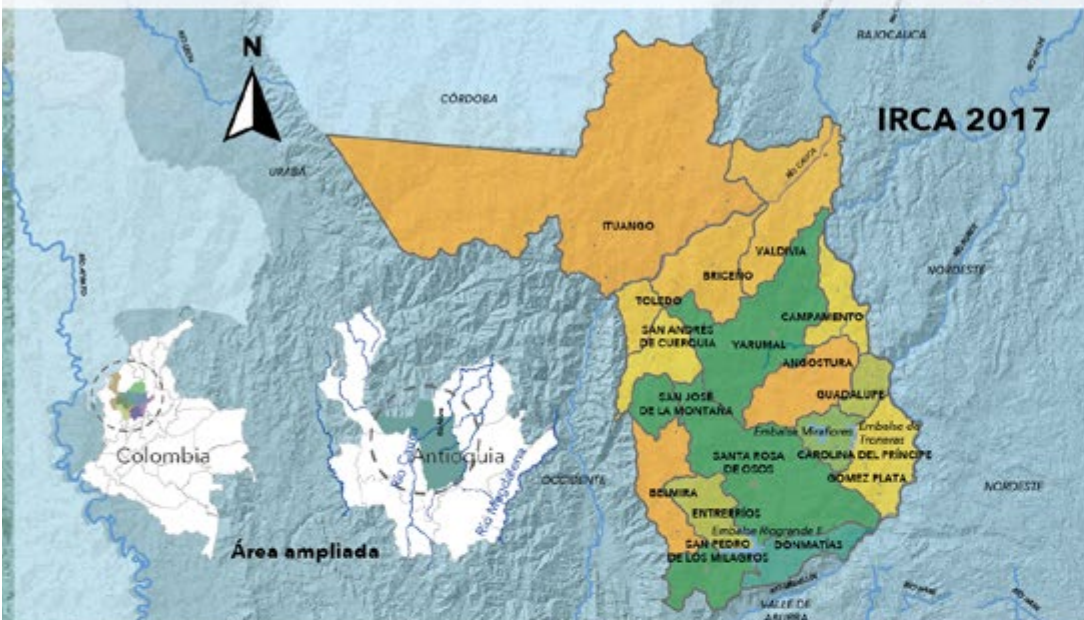 N
CÓRDOBA
BAJOCAUCA
IRCA 2017
URABÁ
RÍO CAUCA
ITUANGO
VALDIVIA
NORDESTE
BRICEÑO
TOLEDO
CAMPAMENTO
SAN ANDRÉS
DE CUERQUIA
YARUMAL
ANGOSTURA
GUADALUPE
SAN JOSÉ
DE LA MONTAÑA
Embalse Miraflores
Embalse de
Troneras
Colombia
Antioquia
Río Cauca
Río Magdalena
SANTA ROSA
DE OSOS
CAROLINA DEL PRÍNCIPE
GÓMEZ PLATA
OCCIDENTE
NORDESTE
BELMIRA
ENTRERRÍOS
Embalse Riogrande II
SAN PEDRO
DE LOS MILAGROS
DONMATÍAS
Área ampliada
VALLE DE
ABURRÁ